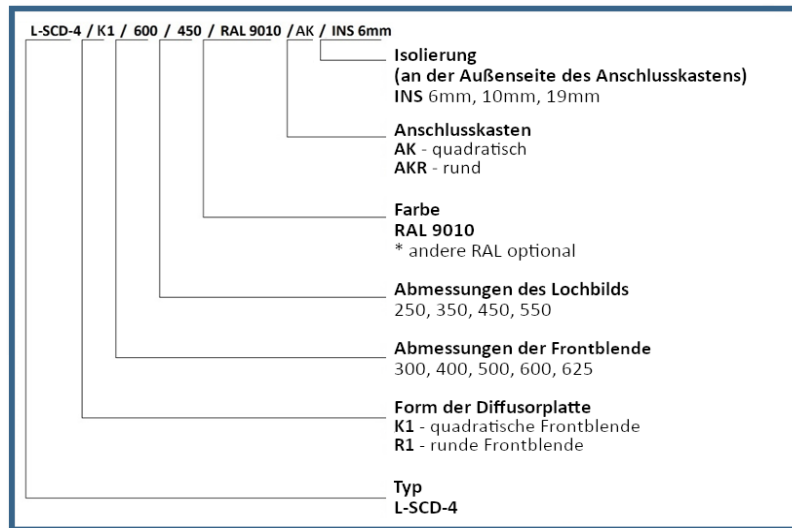 L-SCD-4 / K1 / 600 / 450 / RAL 9010 / AK / INS 6mm
Isolierung
(an der Außenseite des Anschlusskastens)
INS 6mm, 10mm, 19mm
Anschlusskasten
AK - quadratisch
AKR - rund
Farbe
RAL 9010
* andere RAL optional
Abmessungen des Lochbilds
250, 350, 450, 550
Abmessungen der Frontblende
300, 400, 500, 600, 625
Form der Diffusorplatte
K1 - quadratische Frontblende
R1 - runde Frontblende
Typ
L-SCD-4